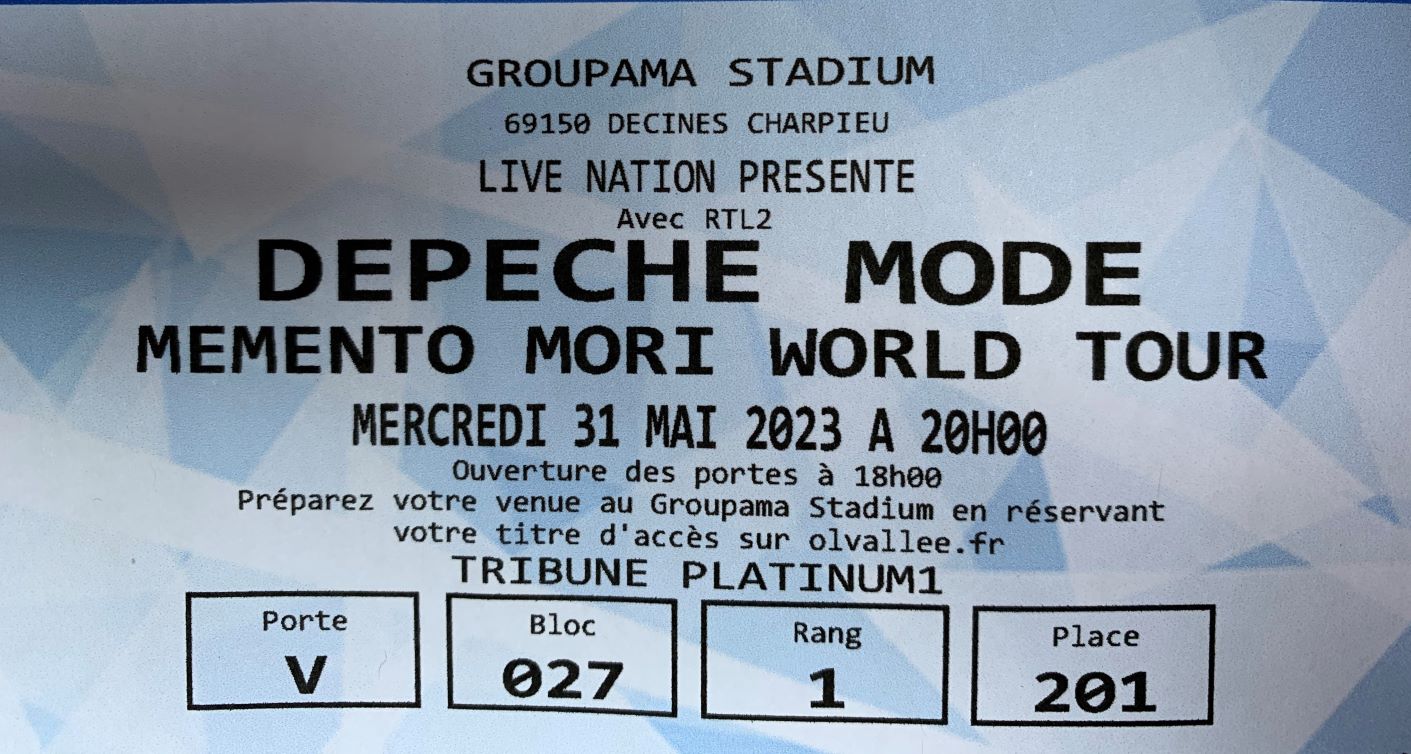 GROUPAMA STADIUM
69150 DECINES CHARPIEU
LIVE NATION PRESENTE
Avec RTL2
DEPECHE MODE
MEMENTO MORI WORLD TOUR
MERCREDI 31 MAI 2023 A 20H00
Ouverture des portes à 18h00
Préparez votre venue au Groupama Stadium en réservant
votre titre d'accès sur olvallee.fr
TRIBUNE PLATINUM1
Porte Bloc Rang Place
V 027 1 201